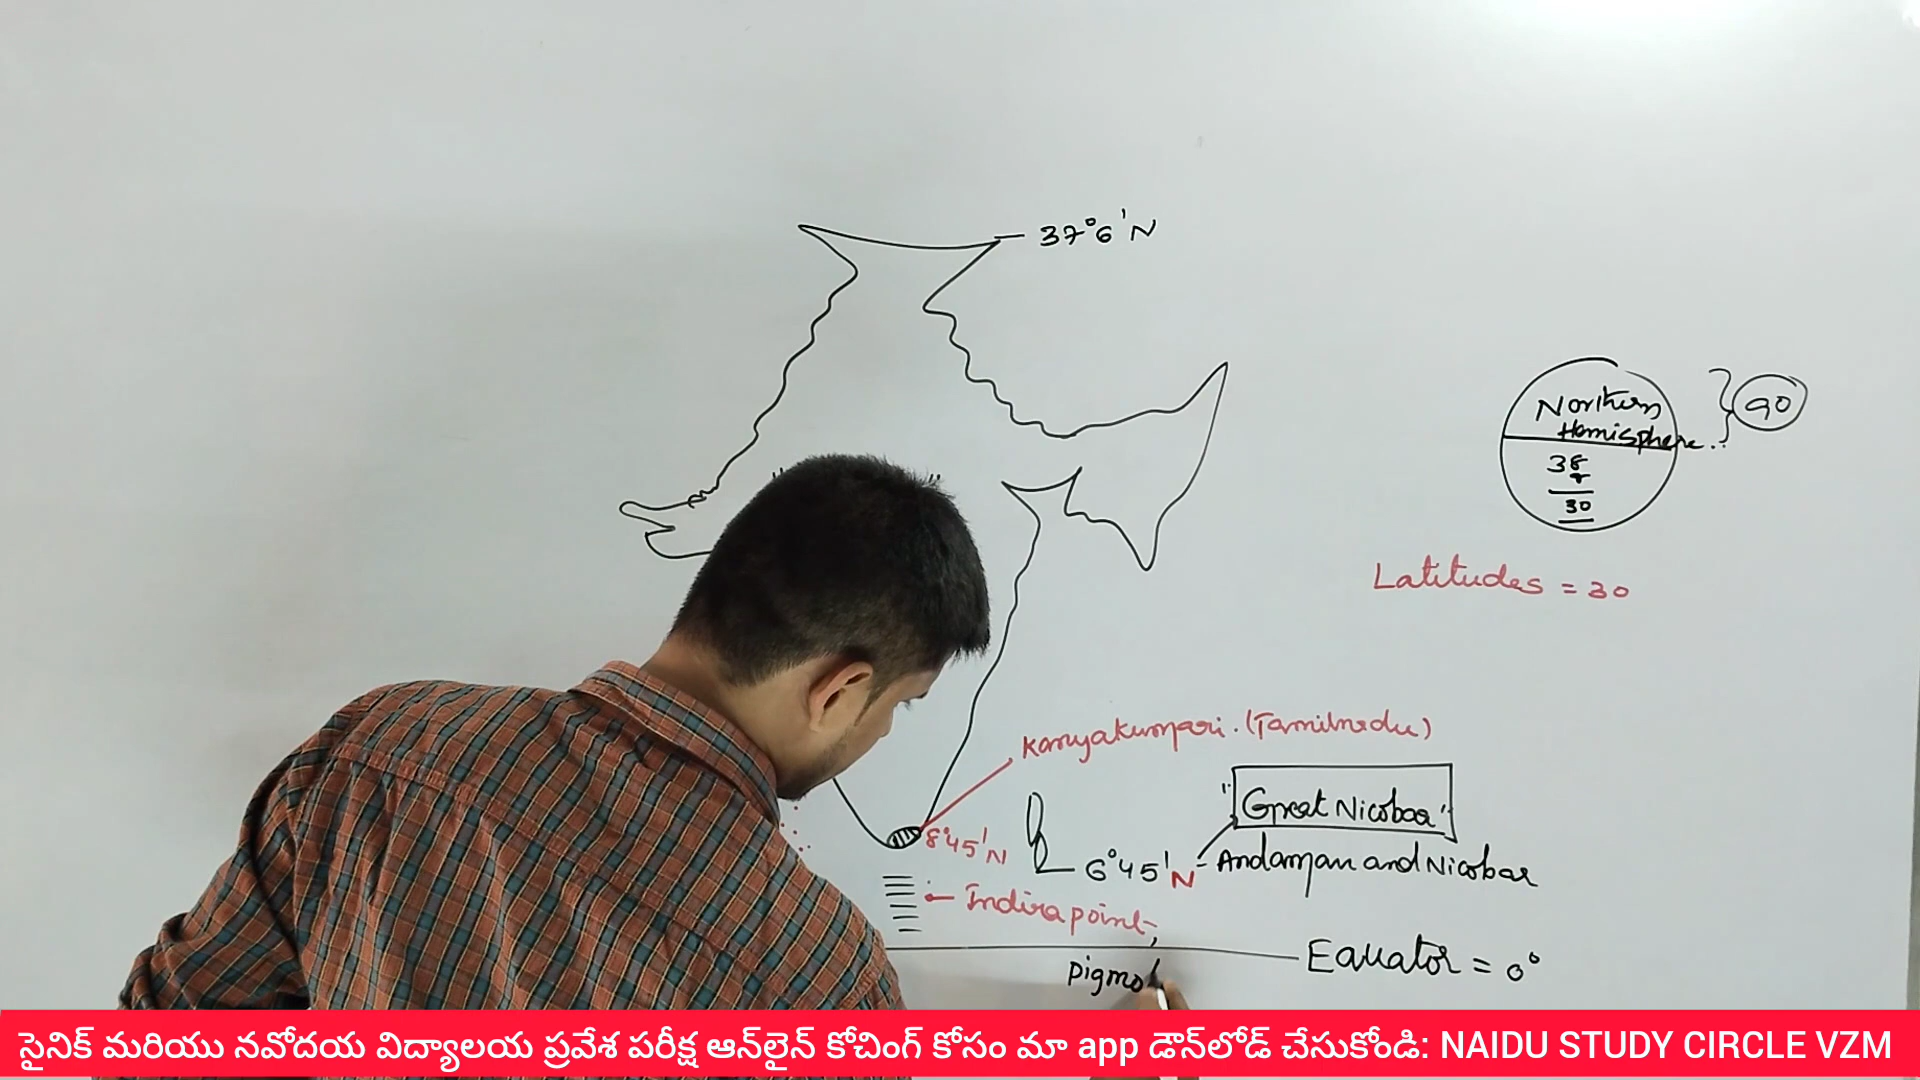 37°6'N
Northern
Hemisphere..
90
38
8
30
Latitudes = 30
Kanyakumari. (Tamilnadu)
"Great Nicobar"
8°45'N
6°45'N = Andaman and Nicobar
Indira point,
Equator = 0°
Pigmo
సైనిక్ మరియు నవోదయ విద్యాలయ ప్రవేశ పరీక్ష ఆన్‌లైన్ కోచింగ్ కోసం మా app డౌన్‌లోడ్ చేసుకోండి: NAIDU STUDY CIRCLE VZM